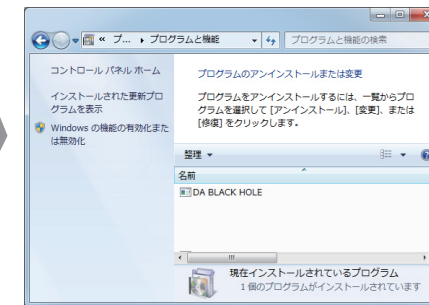 « プ... ▸ プログラムと機能
プログラムと機能の検索
コントロール パネル ホーム
インストールされた更新プロ
グラムを表示
Windows の機能の有効化また
は無効化
プログラムのアンインストールまたは変更
プログラムをアンインストールするには、一覧からプロ
グラムを選択して [アンインストール]、[変更]、または
[修復] をクリックします。
整理 ▼
名前
DA BLACK HOLE
現在インストールされているプログラム
1 個のプログラムがインストールされています